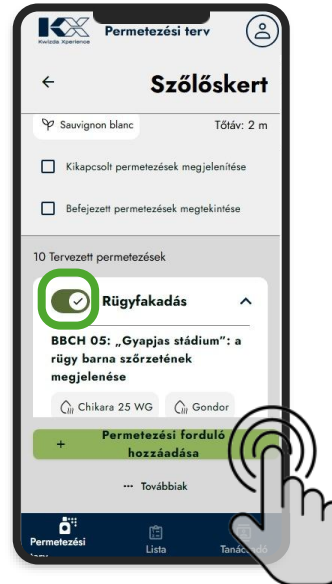 KX
Kwizda Xperience
Permetezési terv
Szőlőskert
Sauvignon blanc
Tőtáv: 2 m
Kikapcsolt permetezések megjelenítése
Befejezett permetezések megtekintése
10 Tervezett permetezések
Rügyfakadás
BBCH 05: „Gyapjas stádium”: a
rügy barna szőrzetének
megjelenése
Chikara 25 WG
Gondor
+
Permetezési forduló
hozzáadása
··· Továbbiak
Permetezési
Lista